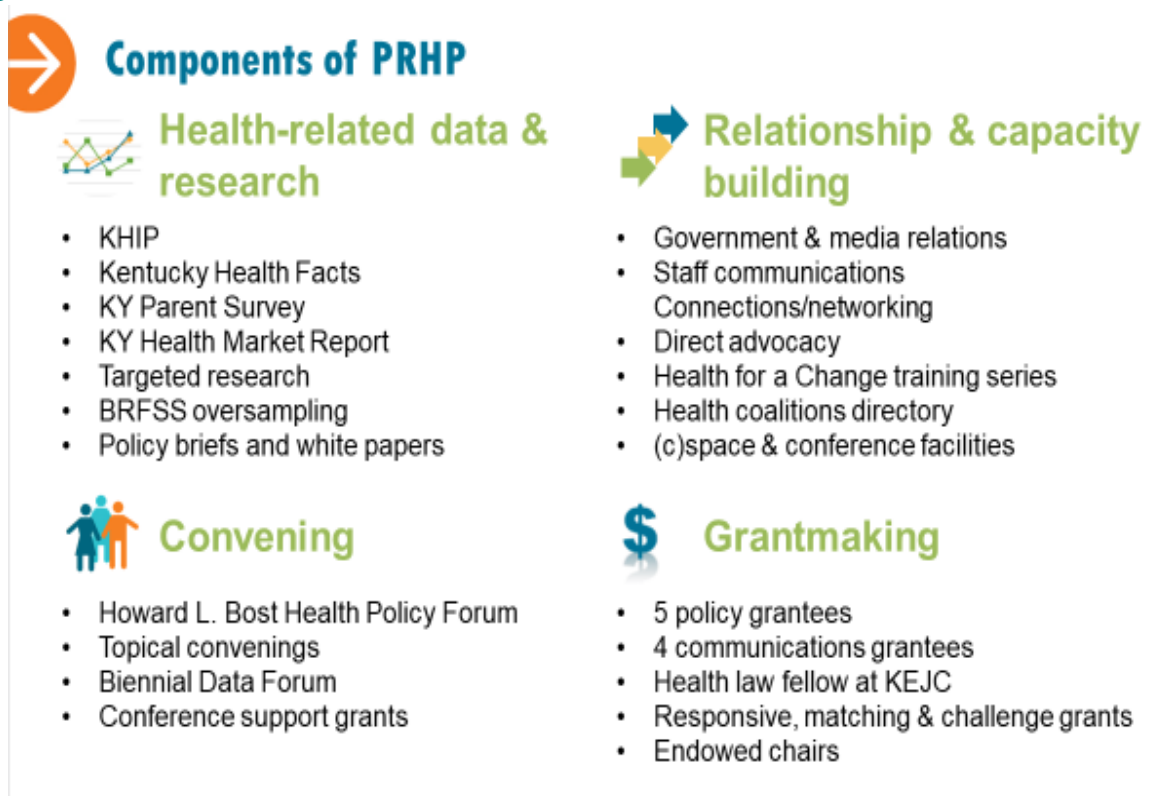 Components of PRHP
Health-related data &
research
• KHIP
• Kentucky Health Facts
• KY Parent Survey
• KY Health Market Report
• Targeted research
• BRFSS oversampling
• Policy briefs and white papers
Relationship & capacity
building
• Government & media relations
• Staff communications
Connections/networking
• Direct advocacy
• Health for a Change training series
• Health coalitions directory
• (c)space & conference facilities
Convening
• Howard L. Bost Health Policy Forum
• Topical convenings
• Biennial Data Forum
• Conference support grants
$
Grantmaking
• 5 policy grantees
• 4 communications grantees
• Health law fellow at KEJC
• Responsive, matching & challenge grants
• Endowed chairs